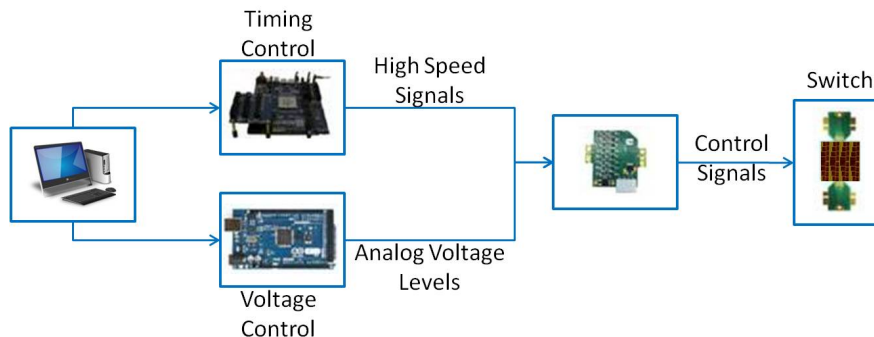 Timing
Control
High Speed
Signals
Switch
Control
Signals
Analog Voltage
Levels
Voltage
Control